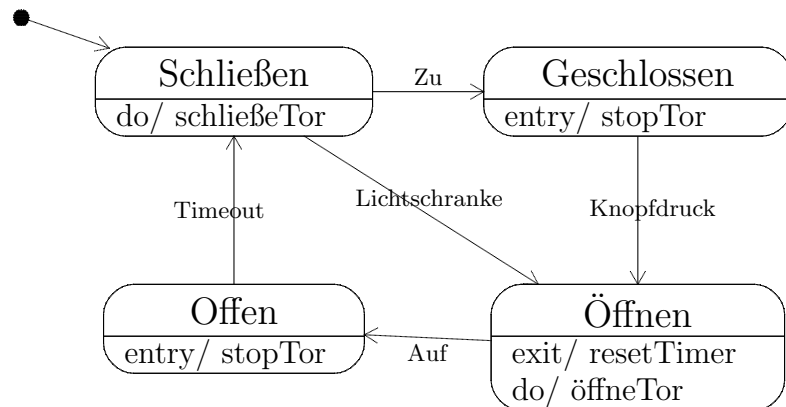 Schließen
do/ schließeTor
Zu
Geschlossen
entry/ stopTor
Timeout
Lichtschranke
Knopfdruck
Offen
entry/ stopTor
Auf
Öffnen
exit/ resetTimer
do/ öffneTor